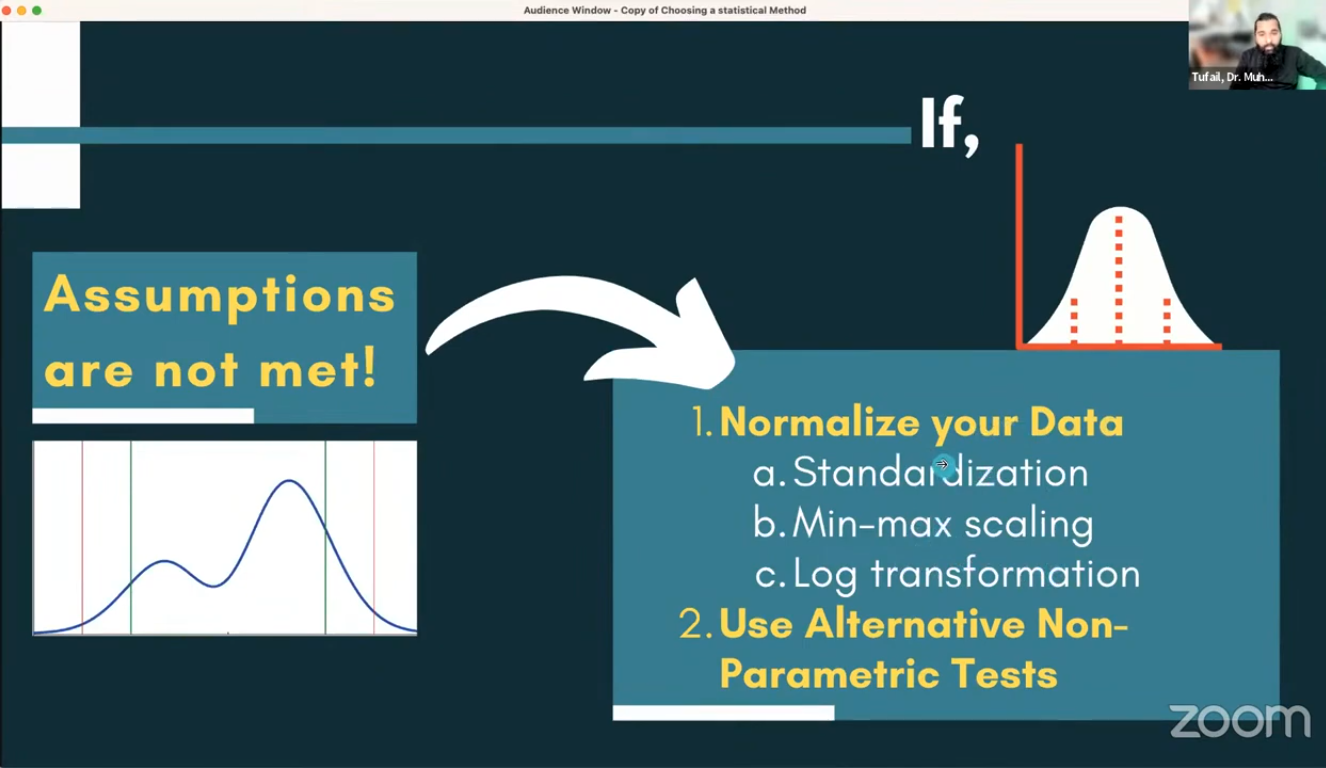 Audience Window - Copy of Choosing a statistical Method
Tufail, Dr. Muh...
If,
Assumptions
are not met!
1. Normalize your Data
a. Standardization
b. Min-max scaling
c. Log transformation
2. Use Alternative Non-
Parametric Tests
zoom